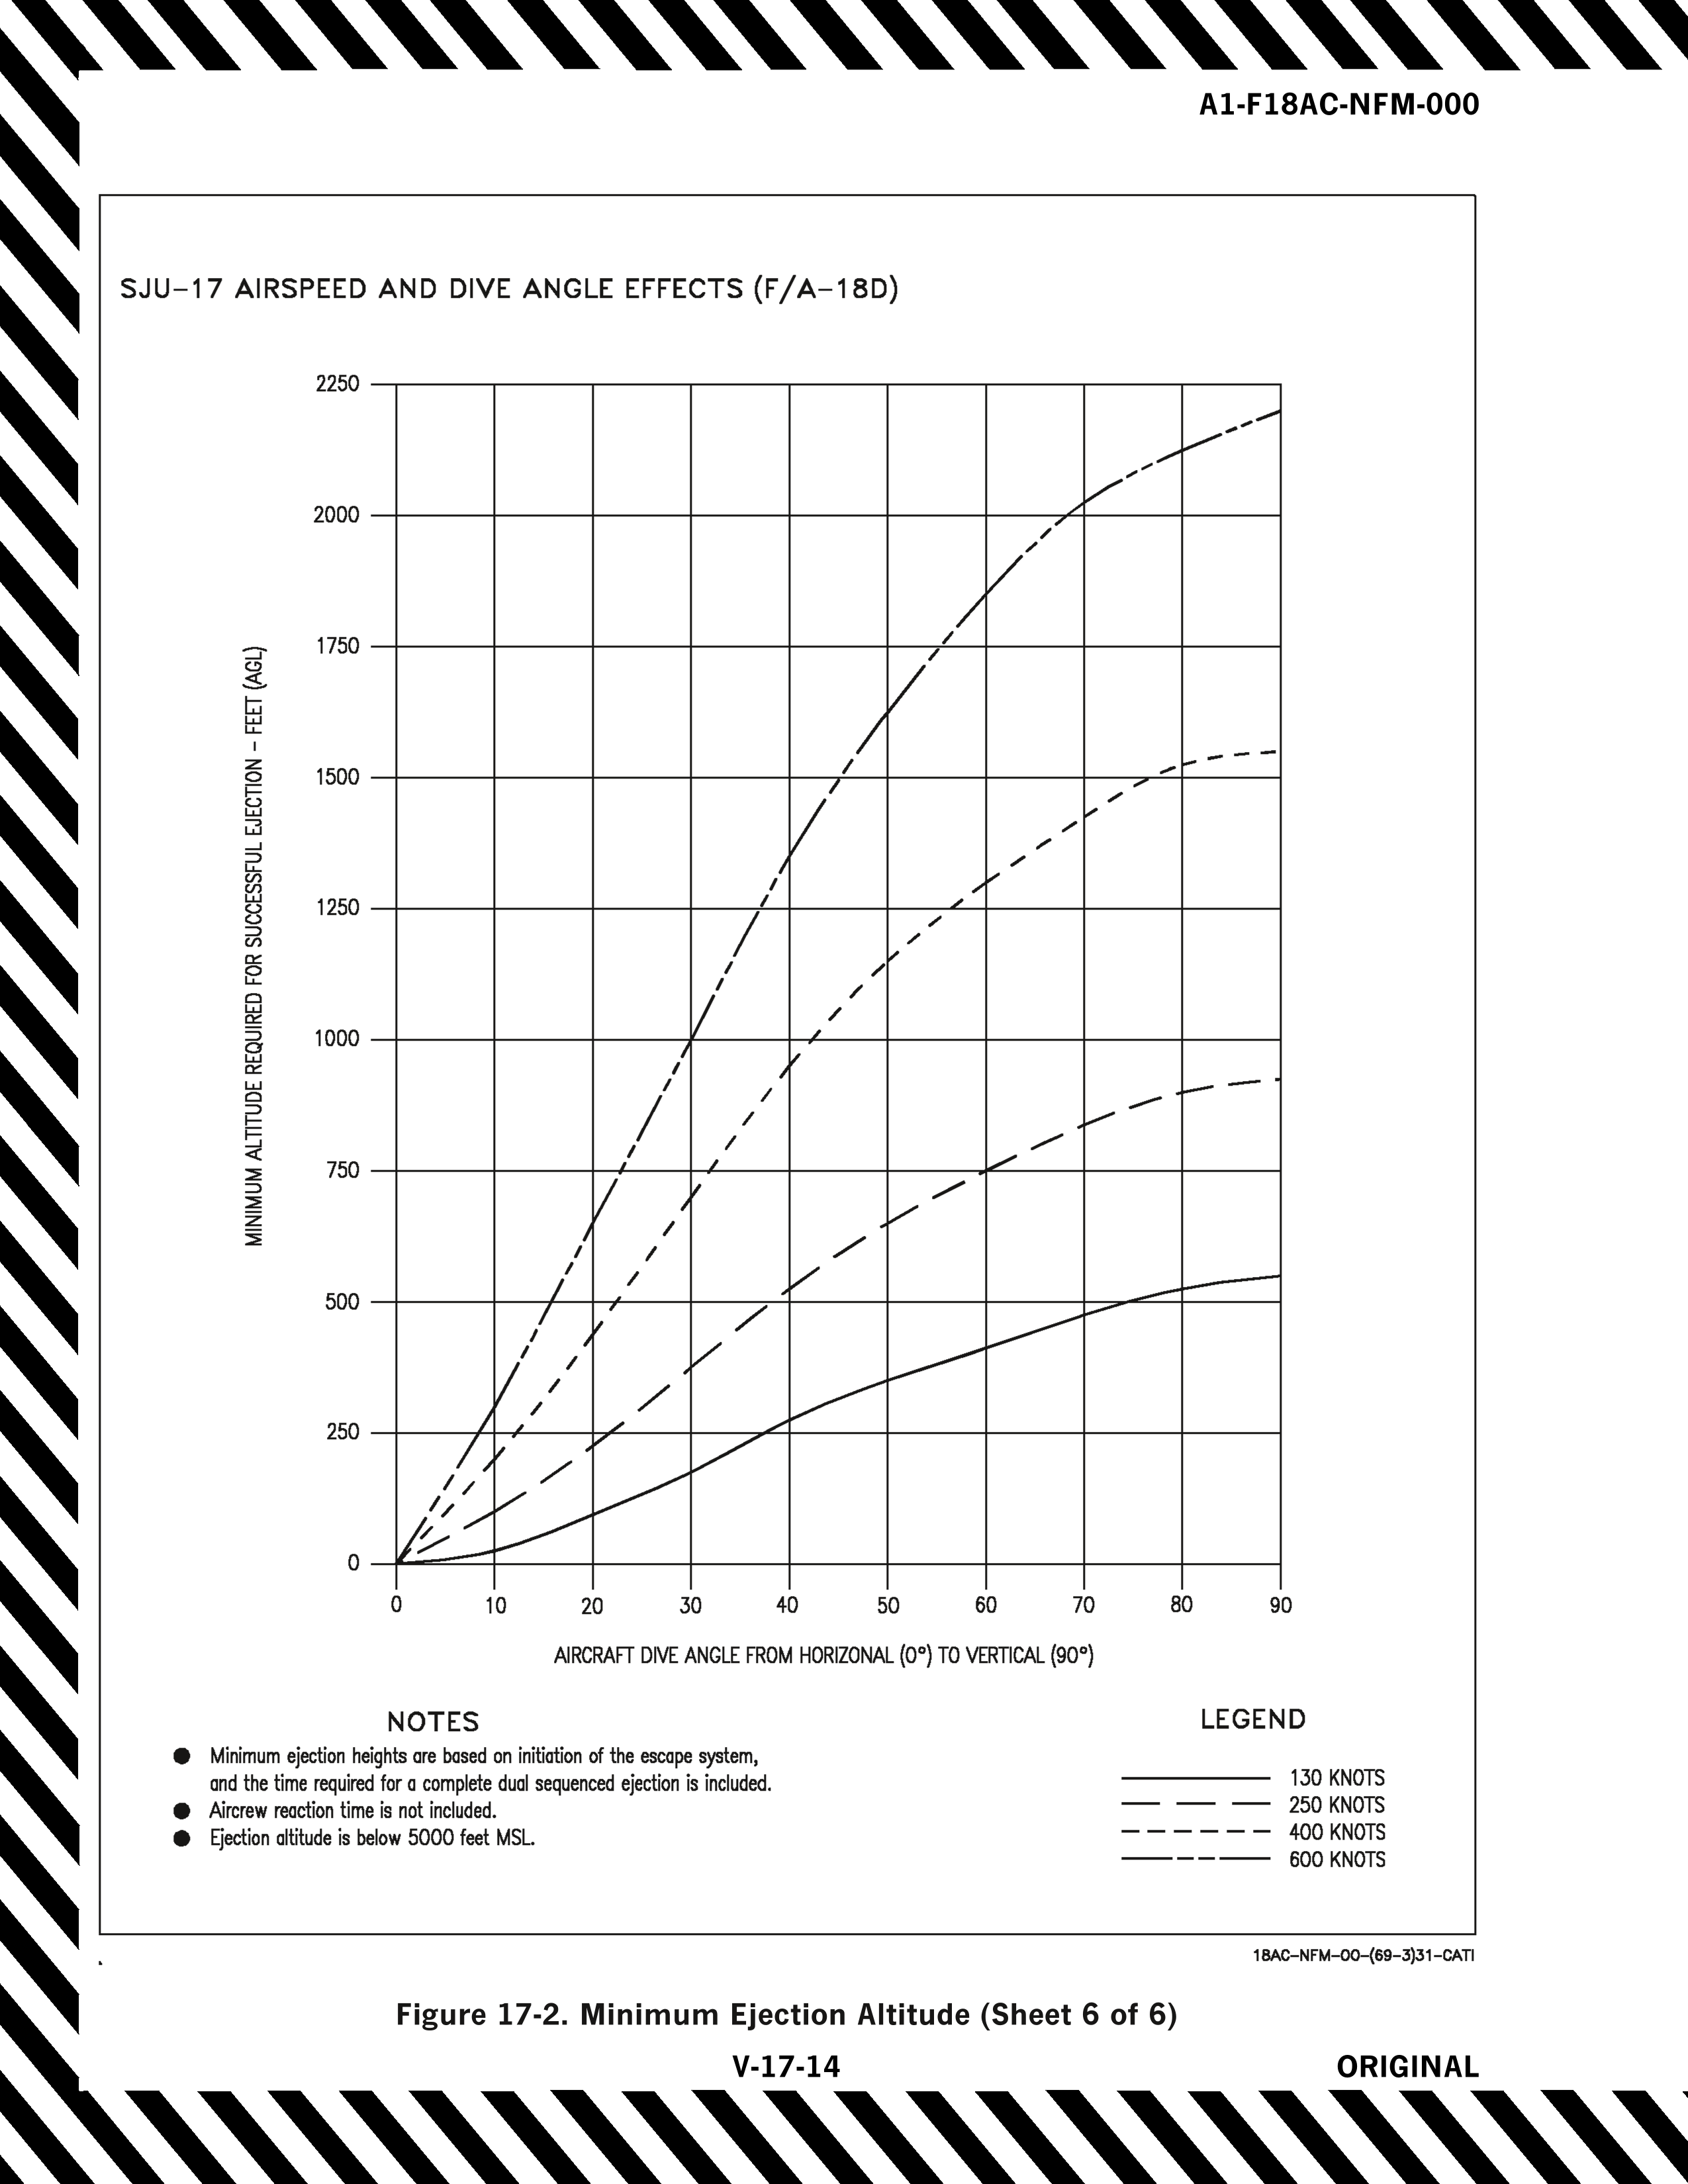 A1-F18AC-NFM-000
SJU-17 AIRSPEED AND DIVE ANGLE EFFECTS (F/A-18D)
MINIMUM ALTITUDE REQUIRED FOR SUCCESSFUL EJECTION - FEET (AGL)
2250
2000
1750
1500
1250
1000
750
500
250
0
0 10 20 30 40 50 60 70 80 90
AIRCRAFT DIVE ANGLE FROM HORIZONAL (0°) TO VERTICAL (90°)
NOTES
● Minimum ejection heights are based on initiation of the escape system,
and the time required for a complete dual sequenced ejection is included.
● Aircrew reaction time is not included.
● Ejection altitude is below 5000 feet MSL.
LEGEND
130 KNOTS
250 KNOTS
400 KNOTS
600 KNOTS
18AC-NFM-00-(69-3)31-CATI
Figure 17-2. Minimum Ejection Altitude (Sheet 6 of 6)
V-17-14
ORIGINAL